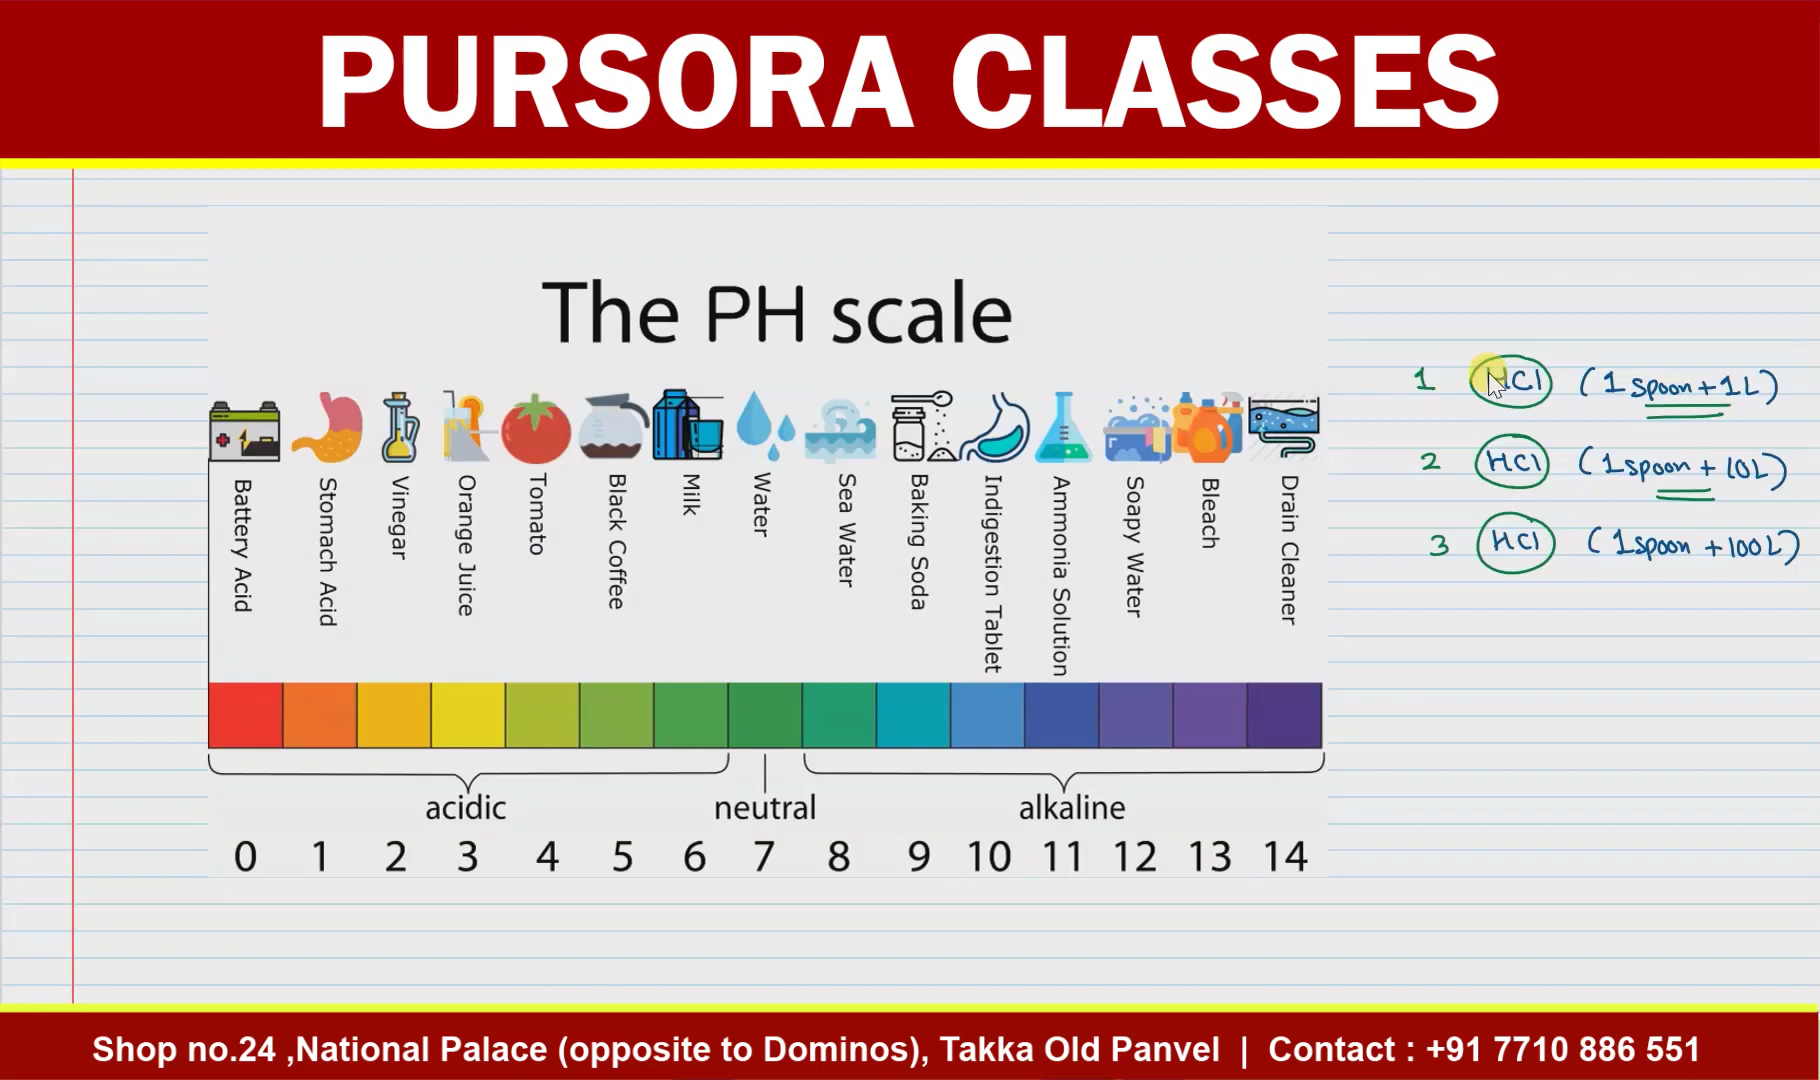 PURSORA CLASSES
The PH scale
1 HCl (1 spoon + 1L)
2 HCl (1 spoon + 10L)
3 HCl (1 spoon + 100L)
Battery Acid
Stomach Acid
Vinegar
Orange Juice
Tomato
Black Coffee
Milk
Water
Sea Water
Baking Soda
Indigestion Tablet
Ammonia Solution
Soapy Water
Bleach
Drain Cleaner
acidic neutral alkaline
0 1 2 3 4 5 6 7 8 9 10 11 12 13 14
Shop no.24 ,National Palace (opposite to Dominos), Takka Old Panvel | Contact : +91 7710 886 551